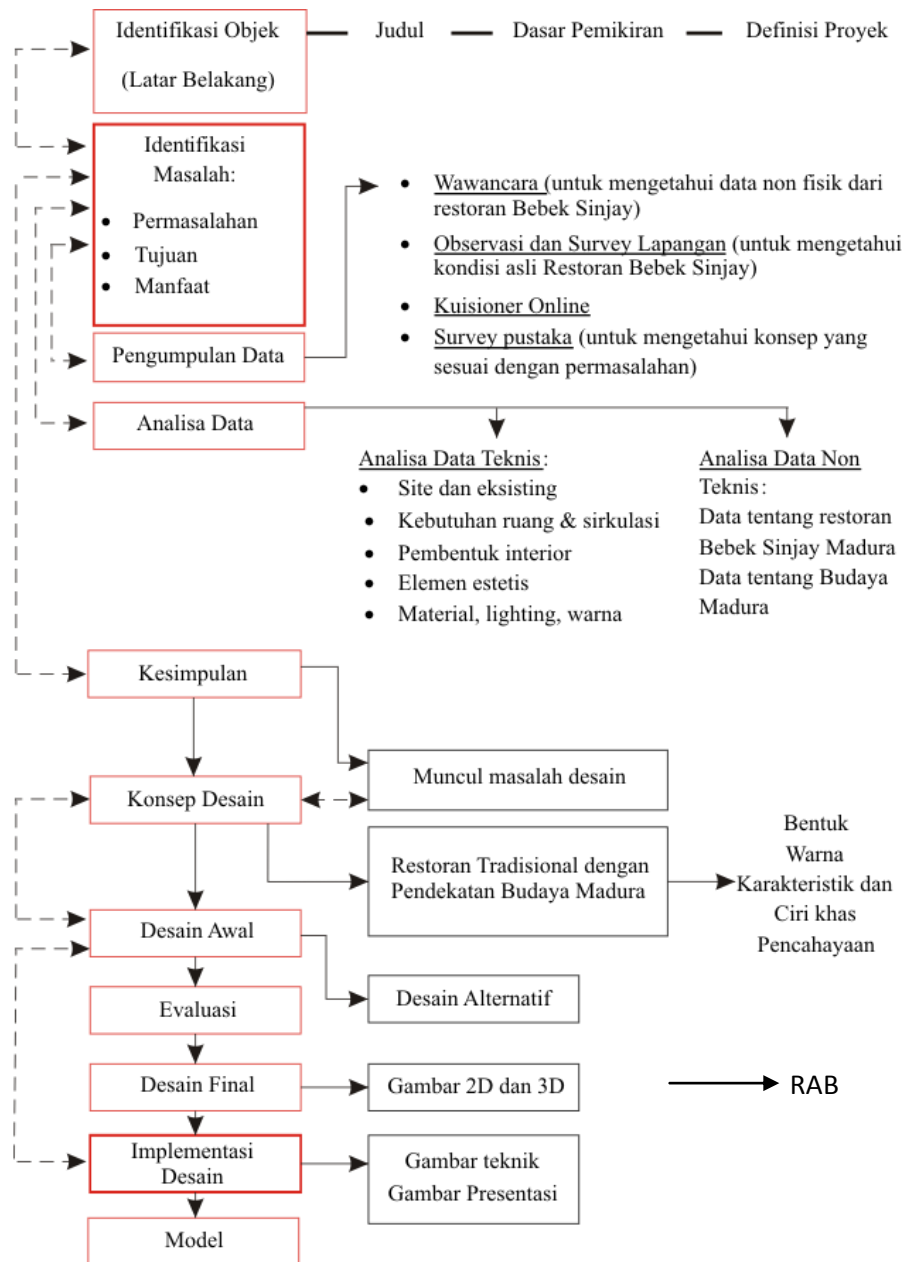 Identifikasi Objek
(Latar Belakang)
Judul
Dasar Pemikiran
Definisi Proyek
Identifikasi
Masalah:
• Permasalahan
• Tujuan
• Manfaat
• Wawancara (untuk mengetahui data non fisik dari
restoran Bebek Sinjay)
• Observasi dan Survey Lapangan (untuk mengetahui
kondisi asli Restoran Bebek Sinjay)
• Kuisioner Online
• Survey pustaka (untuk mengetahui konsep yang
sesuai dengan permasalahan)
Pengumpulan Data
Analisa Data
Analisa Data Teknis:
• Site dan eksisting
• Kebutuhan ruang & sirkulasi
• Pembentuk interior
• Elemen estetis
• Material, lighting, warna
Analisa Data Non
Teknis:
Data tentang restoran
Bebek Sinjay Madura
Data tentang Budaya
Madura
Kesimpulan
Muncul masalah desain
Konsep Desain
Restoran Tradisional dengan
Pendekatan Budaya Madura
Bentuk
Warna
Karakteristik dan
Ciri khas
Pencahayaan
Desain Awal
Desain Alternatif
Evaluasi
Desain Final
Gambar 2D dan 3D
RAB
Implementasi
Desain
Gambar teknik
Gambar Presentasi
Model